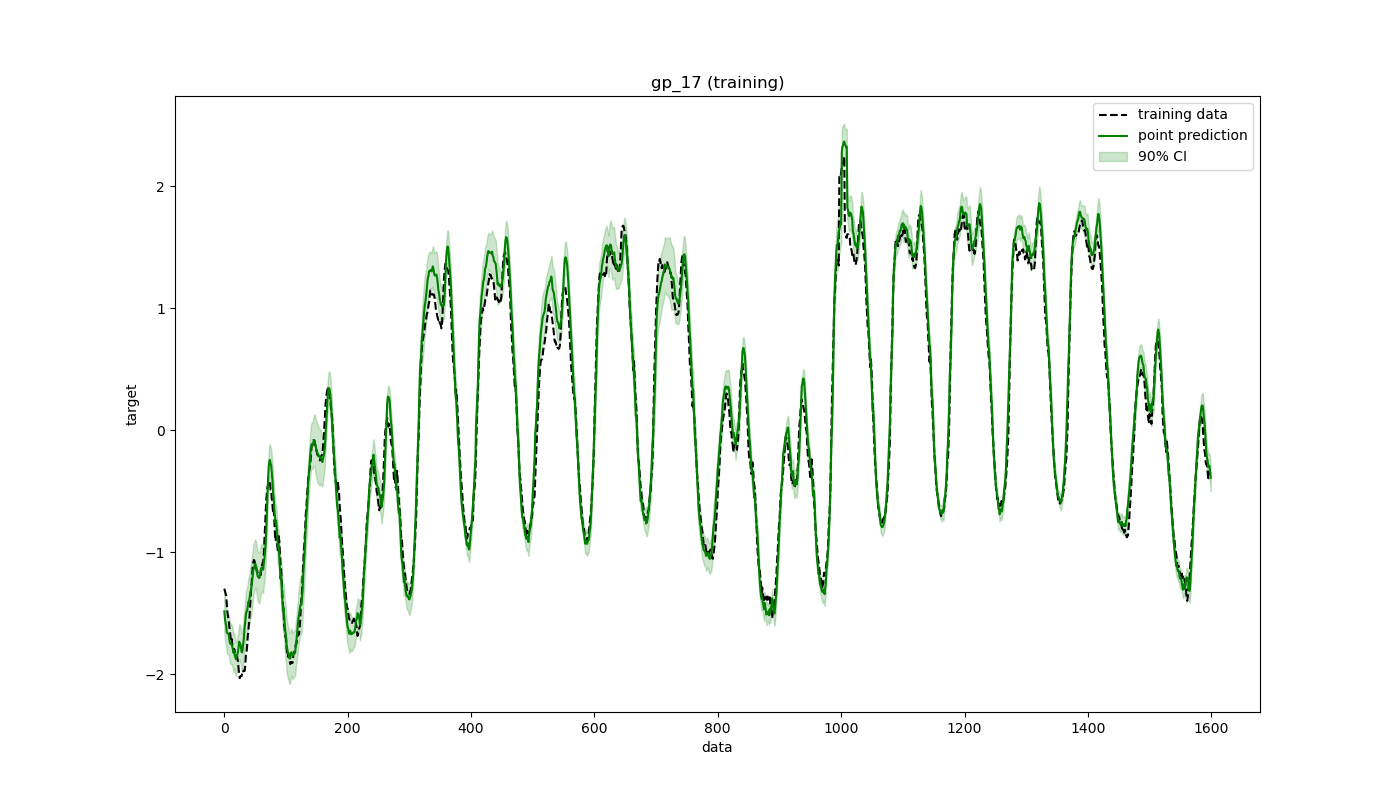 gp_17 (training)
training data
point prediction
90% CI
target
2
1
0
−1
−2
0 200 400 600 800 1000 1200 1400 1600
data